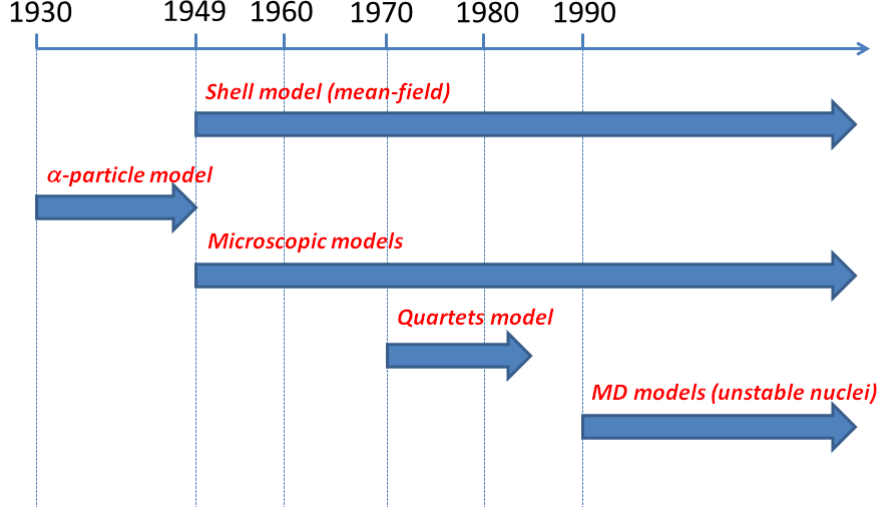 1930 1949 1960 1970 1980 1990
Shell model (mean-field)
α-particle model
Microscopic models
Quartets model
MD models (unstable nuclei)